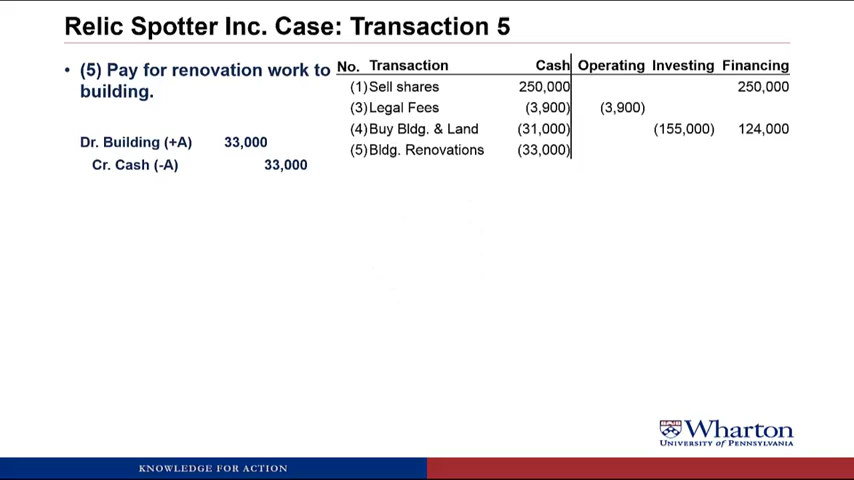 Relic Spotter Inc. Case: Transaction 5
• (5) Pay for renovation work to
building.
Dr. Building (+A) 33,000
Cr. Cash (-A) 33,000
No. Transaction Cash Operating Investing Financing
(1) Sell shares 250,000 250,000
(3) Legal Fees (3,900) (3,900)
(4) Buy Bldg. & Land (31,000) (155,000) 124,000
(5) Bldg. Renovations (33,000)
Wharton
UNIVERSITY of PENNSYLVANIA
KNOWLEDGE FOR ACTION